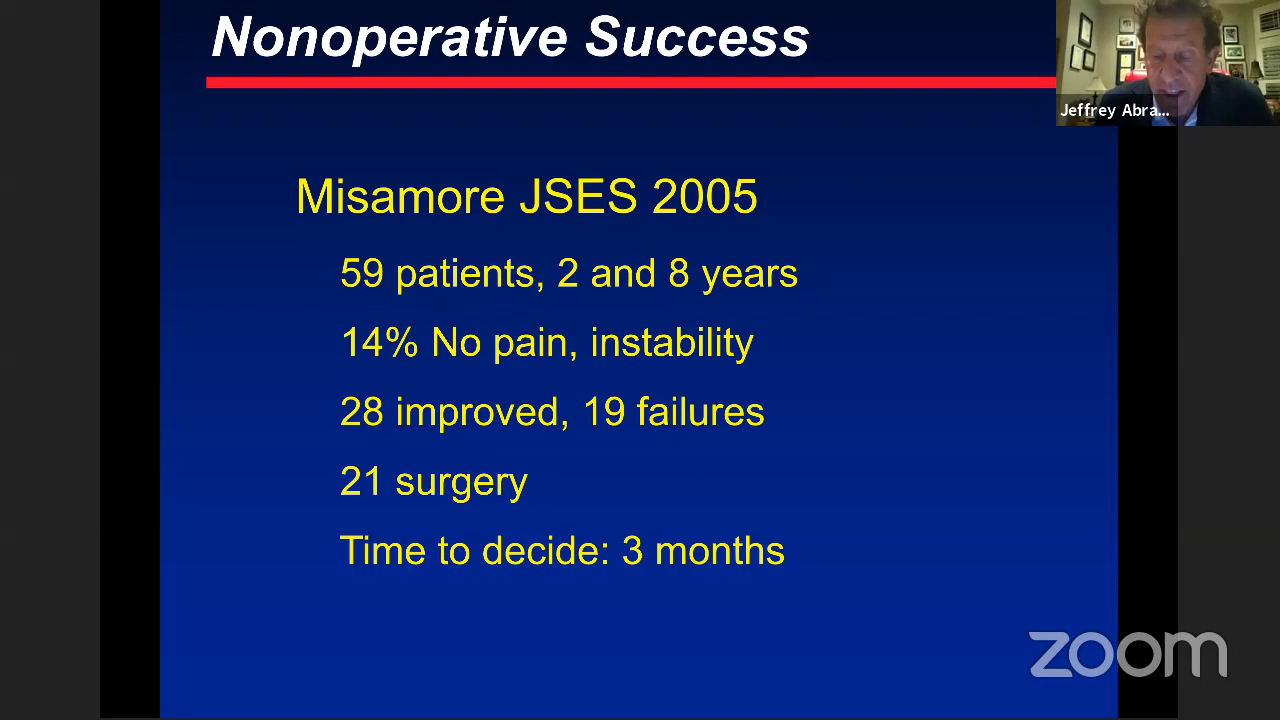 Nonoperative Success
Jeffrey Abra...
Misamore JSES 2005
59 patients, 2 and 8 years
14% No pain, instability
28 improved, 19 failures
21 surgery
Time to decide: 3 months
zoom